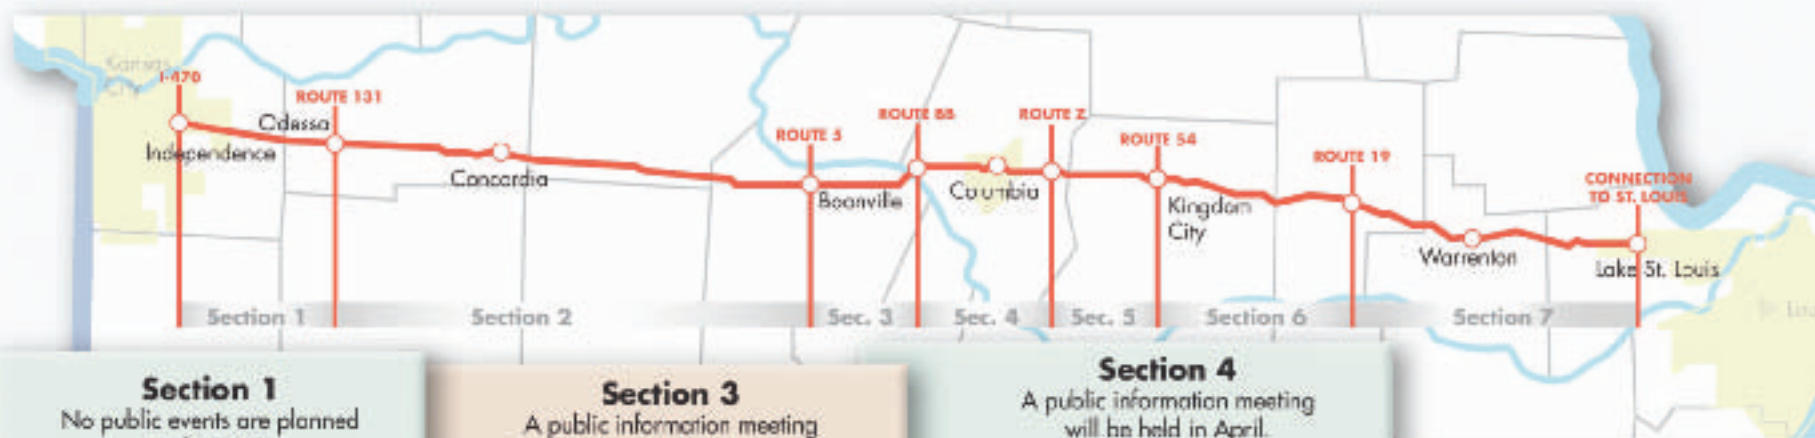 Kansas
City
I-470
ROUTE 131
ROUTE 5
ROUTE BB
ROUTE Z
ROUTE 54
ROUTE 19
CONNECTION
TO ST. LOUIS
Odessa
Independence
Concordia
Boonville
Columbia
Kingdom
City
Warrenton
Lake St. Louis
Section 1
Section 2
Sec. 3
Sec. 4
Sec. 5
Section 6
Section 7
Section 1
No public events are planned
Section 3
A public information meeting
Section 4
A public information meeting
will be held in April.